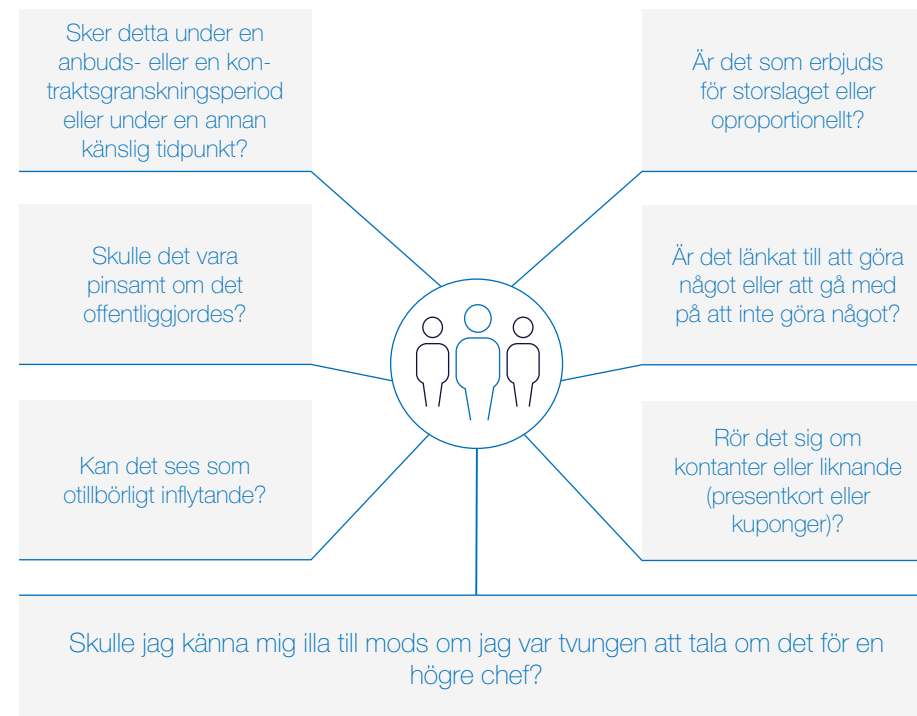 Sker detta under en
anbuds- eller en kon-
traktsgranskningsperiod
eller under en annan
känslig tidpunkt?
Är det som erbjuds
för storslaget eller
oproportionellt?
Skulle det vara
pinsamt om det
offentliggjordes?
Är det länkat till att göra
något eller att gå med
på att inte göra något?
Kan det ses som
otillbörligt inflytande?
Rör det sig om
kontanter eller liknande
(presentkort eller
kuponger)?
Skulle jag känna mig illa till mods om jag var tvungen att tala om det för en
högre chef?